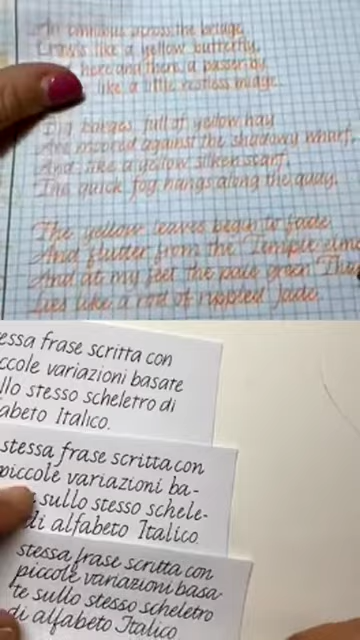 An omnibus across the bridge
Crawls like a yellow butterfly,
here and there a passer-by
like a little restless midge.
Big barges full of yellow hay
Are moored against the shadowy wharf,
And, like a yellow silken scarf,
The thick fog hangs along the quay.
The yellow leaves begin to fade
And flutter from the Temple elms
And at my feet the pale green Tha
Lies like a rod of rippled jade.
essa frase scritta con
ccole variazioni basate
llo stesso scheletro di
abeto Italico.
stessa frase scritta con
piccole variazioni ba-
sullo stesso schele-
di alfabeto Italico
stessa frase scritta con
piccole variazioni basa-
te sullo stesso scheletro
di alfabeto Italico